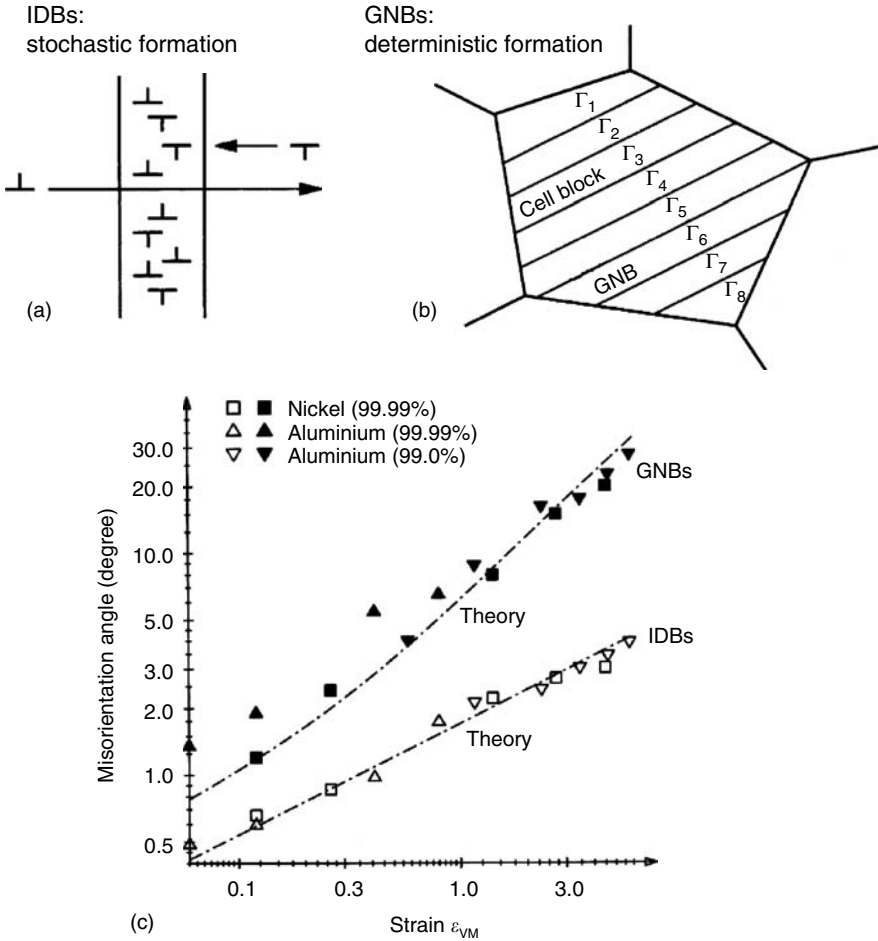 IDBs:
stochastic formation
GNBs:
deterministic formation
(a)
Γ1
Γ2
Γ3
Γ4
Γ5
Γ6
Γ7
Γ8
Cell block
GNB
(b)
Nickel (99.99%)
Aluminium (99.99%)
Aluminium (99.0%)
30.0
20.0
10.0
5.0
3.0
2.0
1.0
0.5
Misorientation angle (degree)
GNBs
Theory
IDBs
Theory
0.1
0.3
1.0
3.0
Strain εVM
(c)